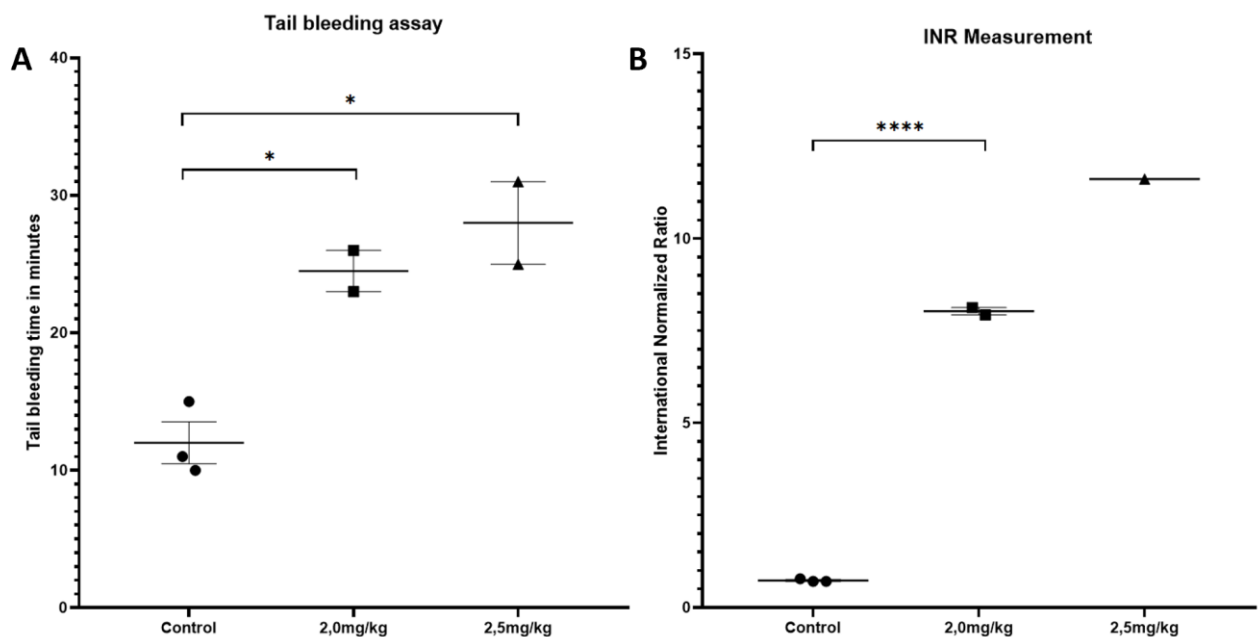 Tail bleeding assay
A
Tail bleeding time in minutes
40
30
20
10
0
*
*
Control
2,0mg/kg
2,5mg/kg
INR Measurement
B
International Normalized Ratio
15
10
5
0
****
Control
2,0mg/kg
2,5mg/kg